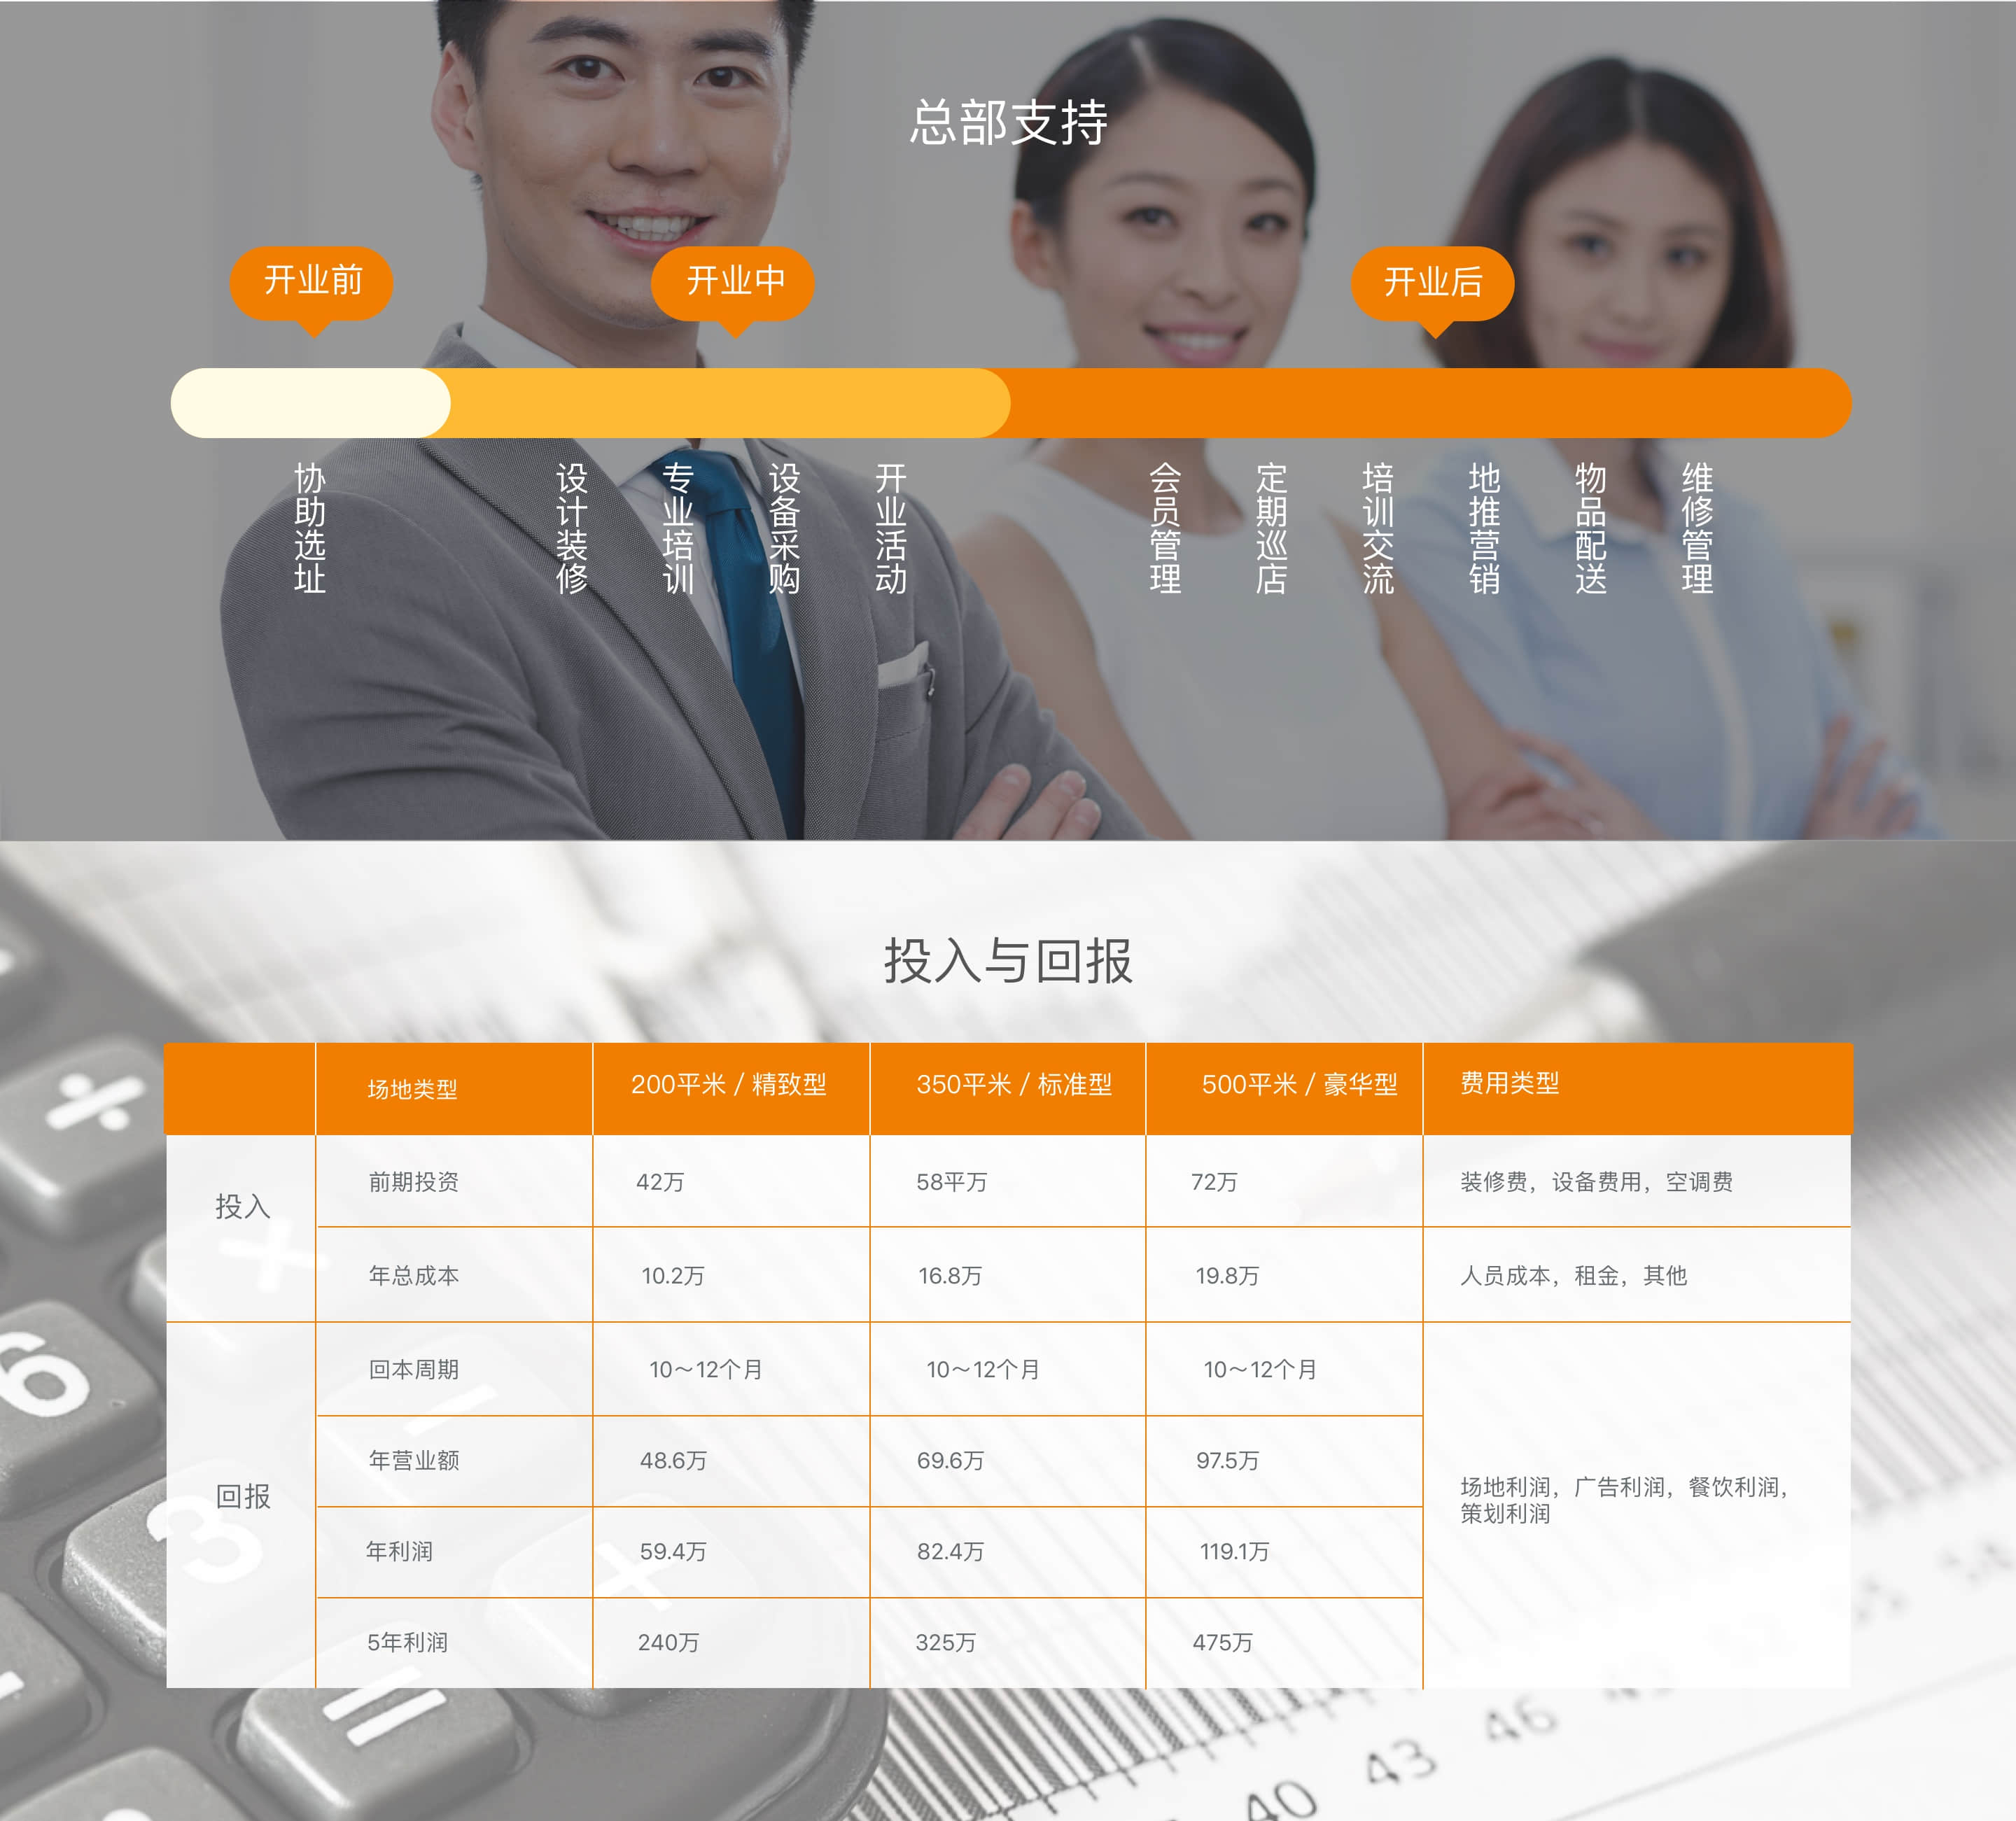 总部支持
开业前
开业中
开业后
协助选址
设计装修
专业培训
设备采购
开业活动
会员管理
定期巡店
培训交流
地推营销
物品配送
维修管理
投入与回报
场地类型
200平米 / 精致型
350平米 / 标准型
500平米 / 豪华型
费用类型
投入
前期投资
42万
58平万
72万
装修费，设备费用，空调费
年总成本
10.2万
16.8万
19.8万
人员成本，租金，其他
回报
回本周期
10～12个月
10～12个月
10～12个月
年营业额
48.6万
69.6万
97.5万
场地利润，广告利润，餐饮利润，
策划利润
年利润
59.4万
82.4万
119.1万
5年利润
240万
325万
475万
÷
×
6
−
3
+
=
40
43
46